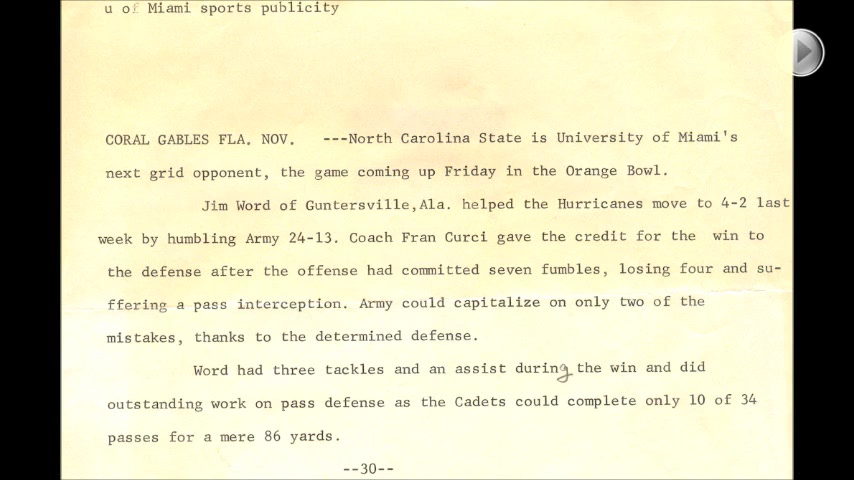 u of Miami sports publicity
CORAL GABLES FLA. NOV. ---North Carolina State is University of Miami's
next grid opponent, the game coming up Friday in the Orange Bowl.
Jim Word of Guntersville,Ala. helped the Hurricanes move to 4-2 last
week by humbling Army 24-13. Coach Fran Curci gave the credit for the win to
the defense after the offense had committed seven fumbles, losing four and su-
ffering a pass interception. Army could capitalize on only two of the
mistakes, thanks to the determined defense.
Word had three tackles and an assist during the win and did
outstanding work on pass defense as the Cadets could complete only 10 of 34
passes for a mere 86 yards.
--30--